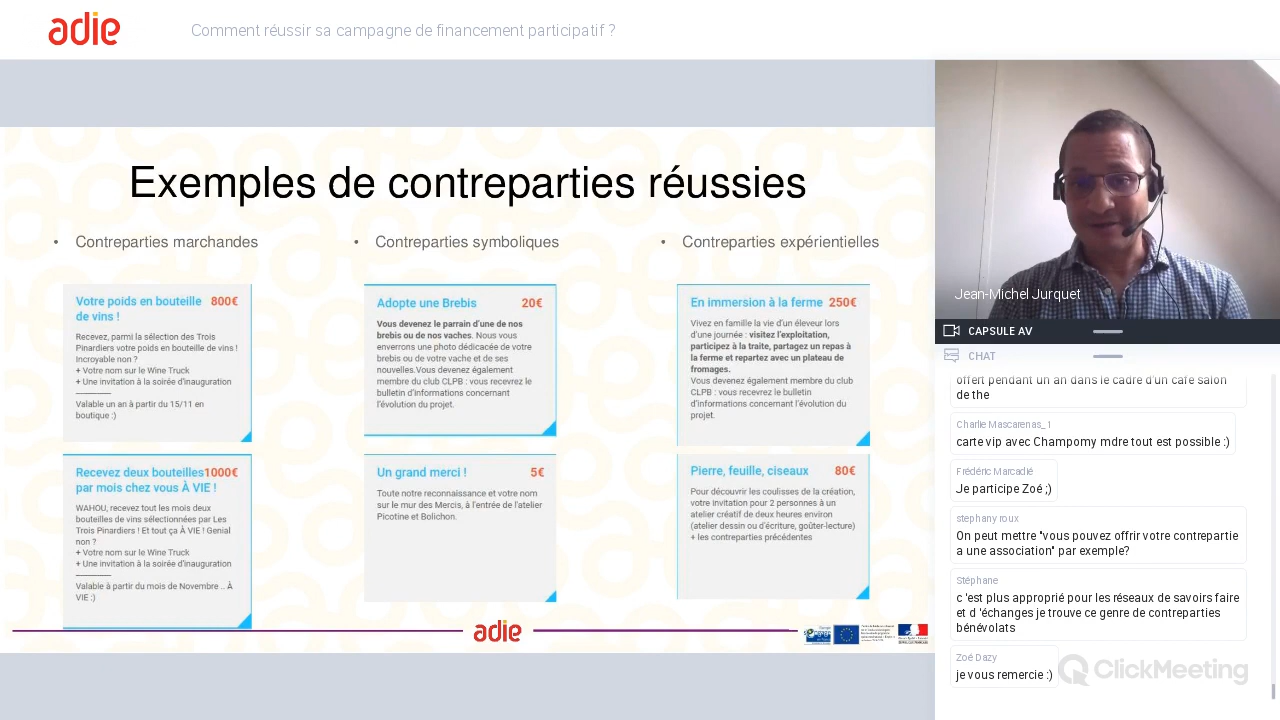 adie
Comment réussir sa campagne de financement participatif ?
Exemples de contreparties réussies
• Contreparties marchandes
• Contreparties symboliques
• Contreparties expérientielles
Votre poids en bouteille 800€
de vins !
Recevez, parmi la sélection des Trois
Pinardiers votre poids en bouteille de vins !
Incroyable non ?
+ Votre nom sur le Wine Truck
+ Une invitation à la soirée d'inauguration
Valable un an à partir du 15/11 en
boutique :)
Recevez deux bouteilles1000€
par mois chez vous À VIE !
WAHOU, recevez tout les mois deux
bouteilles de vins sélectionnées par Les
Trois Pinardiers ! Et tout ça À VIE ! Genial
non ?
+ Votre nom sur le Wine Truck
+ Une invitation à la soirée d'inauguration
Valable à partir du mois de Novembre .. À
VIE ;)
Adopte une Brebis 20€
Vous devenez le parrain d'une de nos
brebis ou de nos vaches. Nous vous
enverrons une photo dédicacée de votre
brebis ou de votre vache et de ses
nouvelles.Vous devenez également
membre du club CLPB : vous recevrez le
bulletin d'informations concernant
l'évolution du projet.
Un grand merci ! 5€
Toute notre reconnaissance et votre nom
sur le mur des Mercis, à l'entrée de l'atelier
Picotine et Bolichon.
En immersion à la ferme 250€
Vivez en famille la vie d'un éleveur lors
d'une journée : visitez l'exploitation,
participez à la traite, partagez un repas à
la ferme et repartez avec un plateau de
fromages.
Vous devenez également membre du club
CLPB : vous recevrez le bulletin
d'informations concernant l'évolution du
projet.
Pierre, feuille, ciseaux 80€
Pour découvrir les coulisses de la création,
votre invitation pour 2 personnes à un
atelier créatif de deux heures environ
(atelier dessin ou d'écriture, goûter-lecture)
+ les contreparties précédentes
adie
Jean-Michel Jurquet
CAPSULE AV
CHAT
offert pendant un an dans le cadre d'un cafe salon
de the
Charlie Mascarenas_1
carte vip avec Champomy mdre tout est possible :)
Frédéric Marcadié
Je participe Zoé ;)
stephany roux
On peut mettre "vous pouvez offrir votre contrepartie
a une association" par exemple?
Stéphane
c 'est plus approprié pour les réseaux de savoirs faire
et d 'échanges je trouve ce genre de contreparties
bénévolats
Zoé Dazy
je vous remercie :)
ClickMeeting